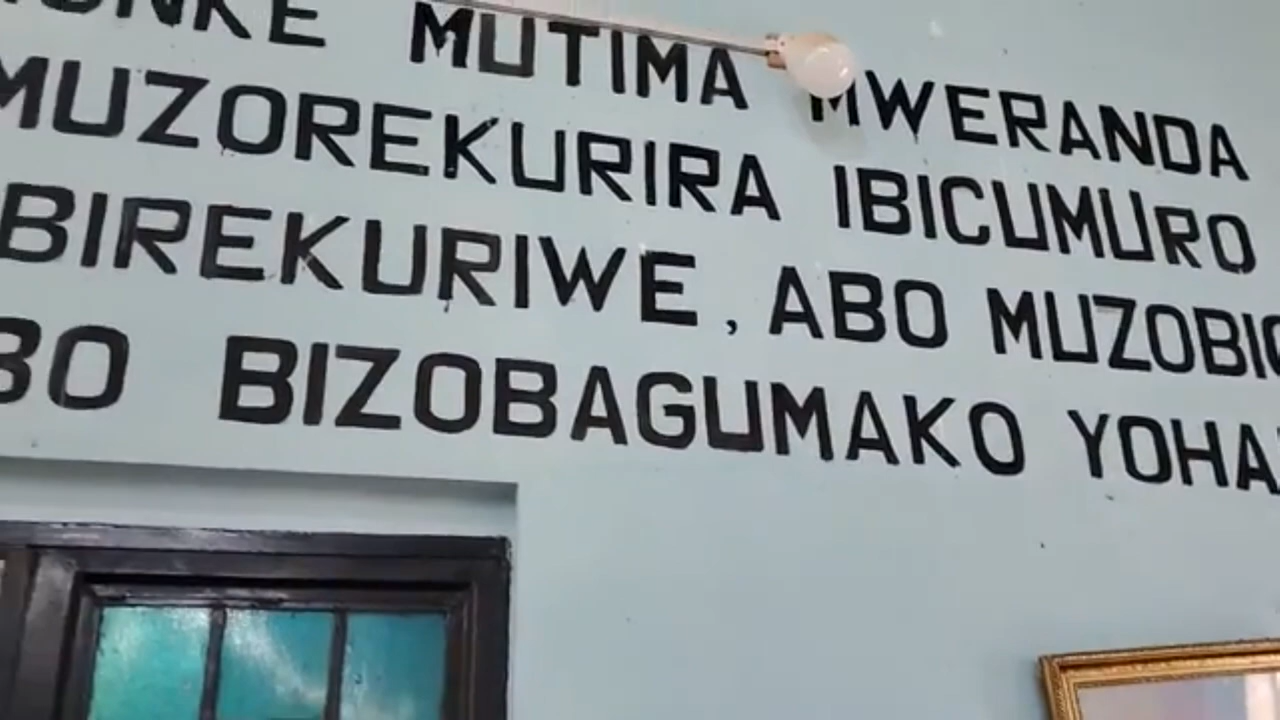 MUTIMA MWERANDA
MUZOREKURIRA IBICUMURO
BIREKURIWE, ABO
BIZOBAGUMAKO